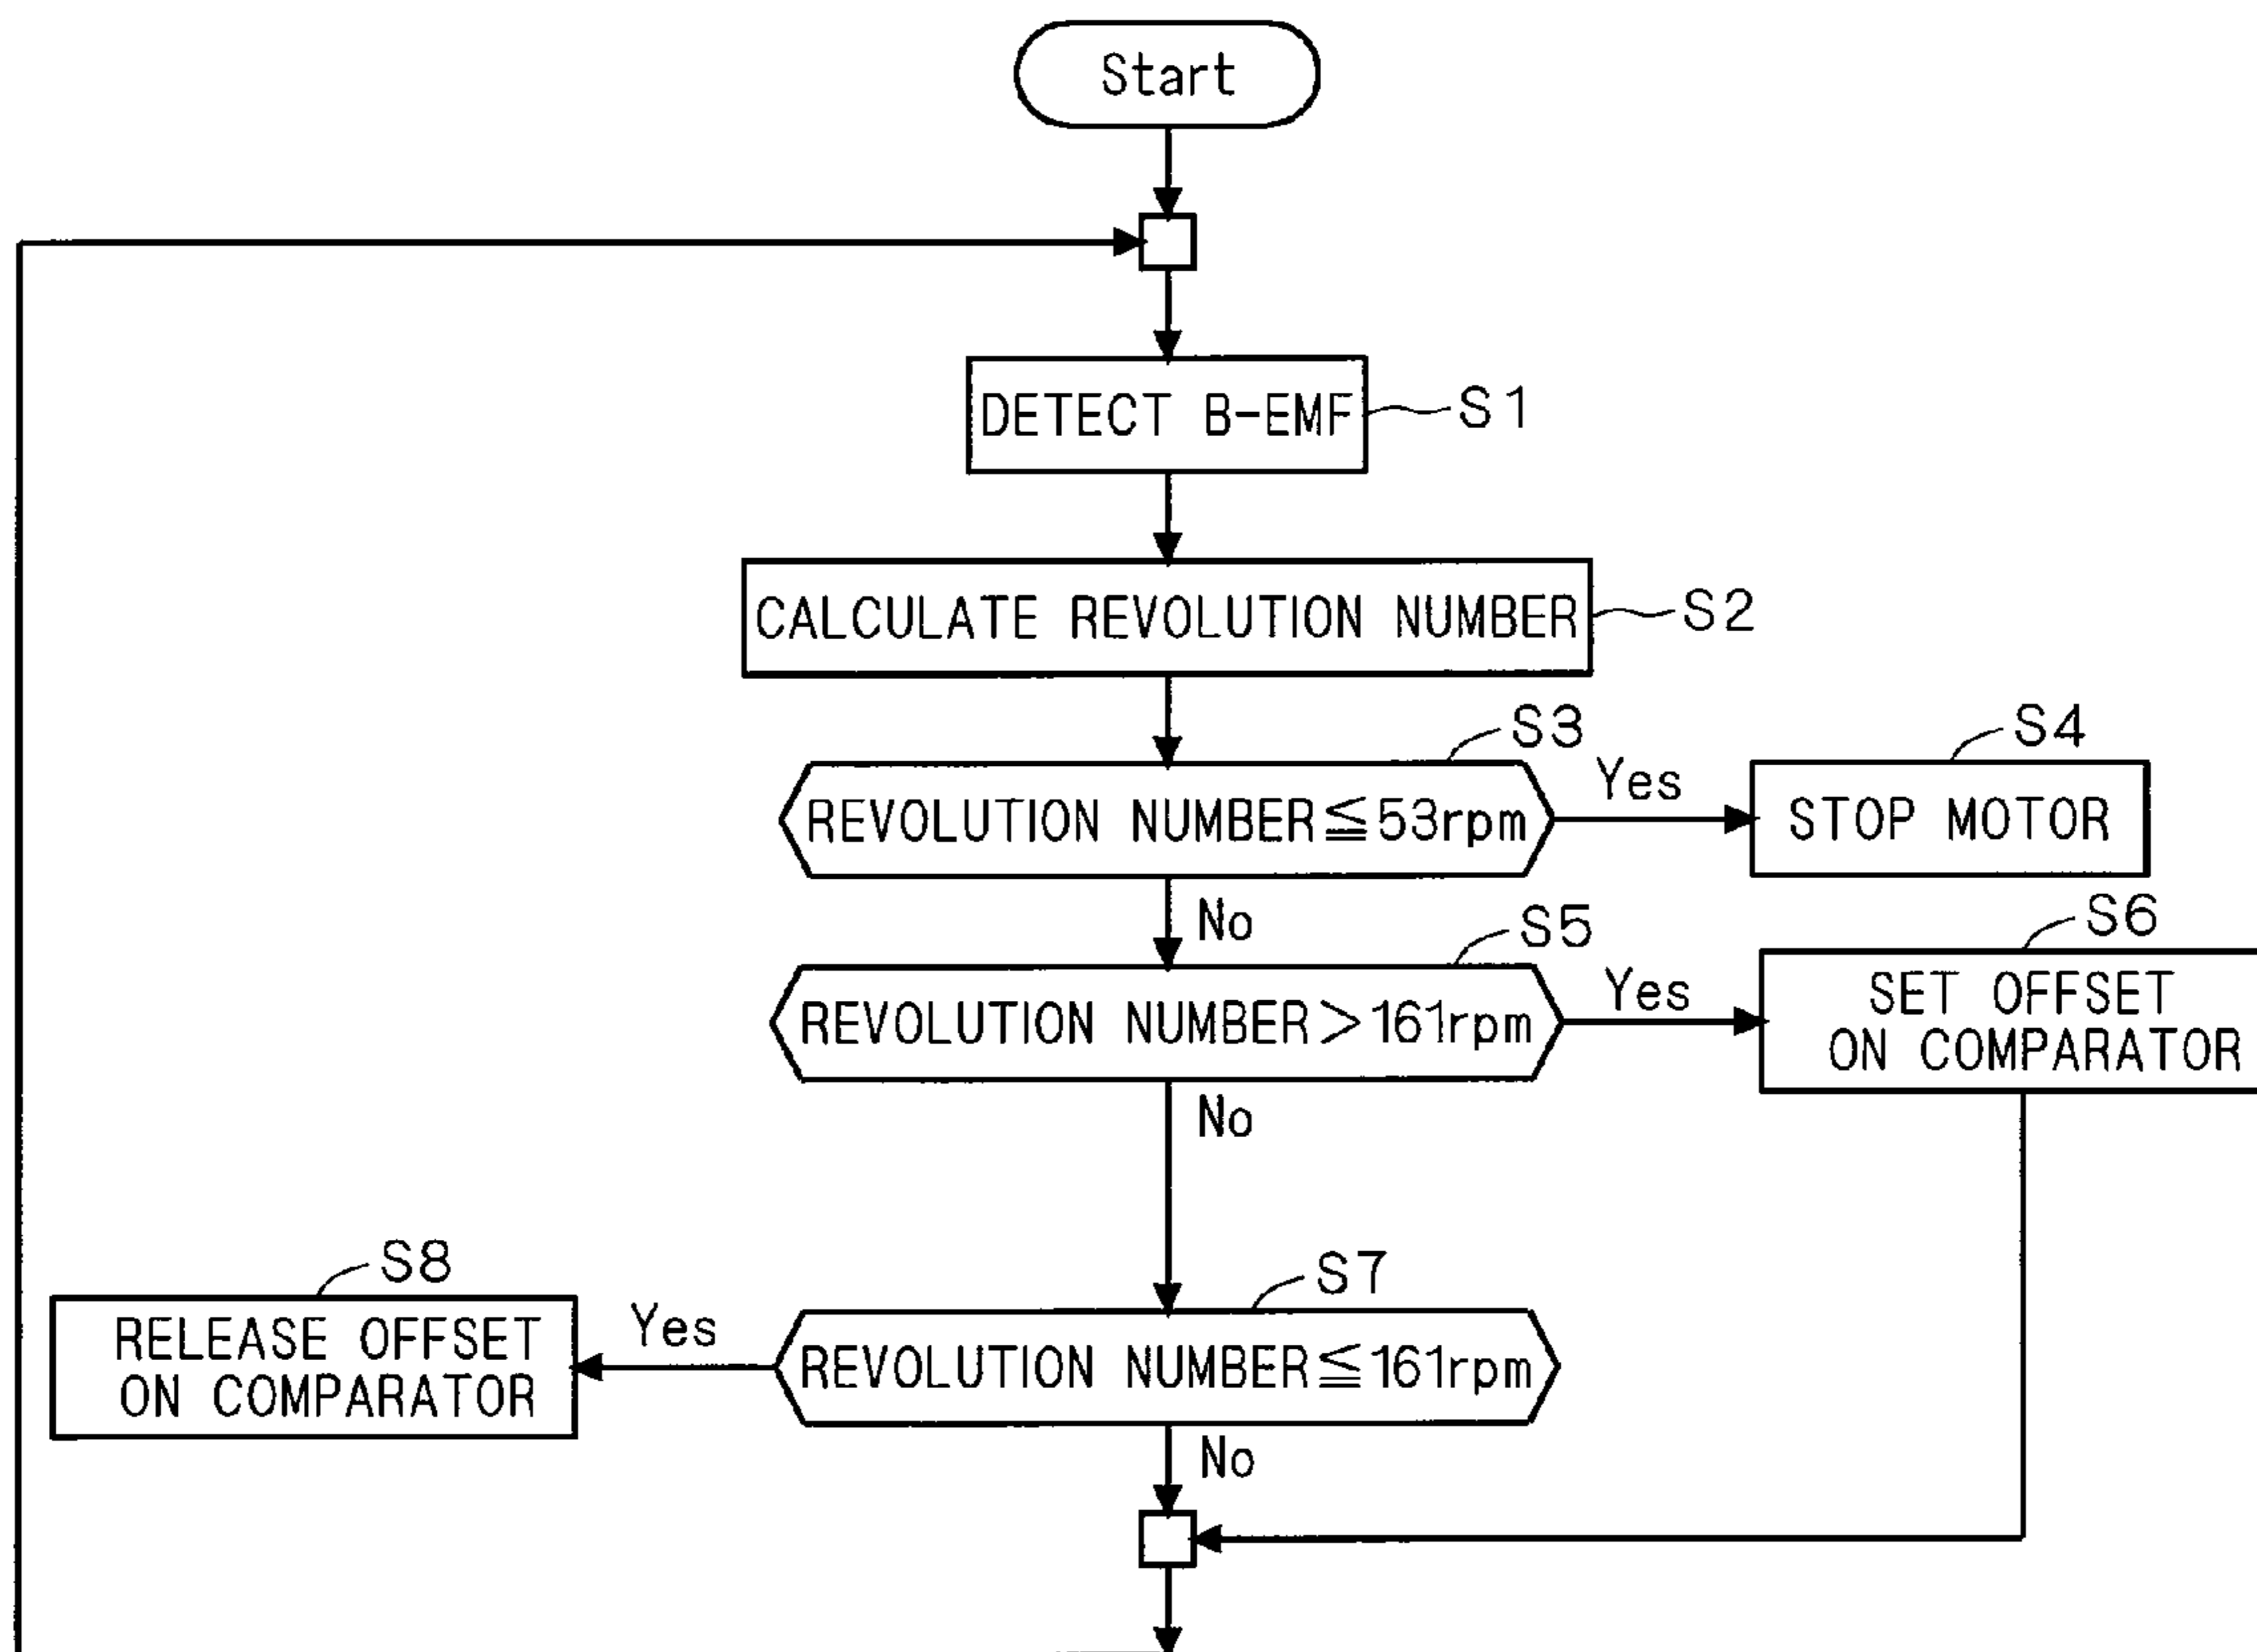 Start
DETECT B-EMF
S1
CALCULATE REVOLUTION NUMBER
S2
S3
REVOLUTION NUMBER≦53rpm
Yes
S4
STOP MOTOR
No
S5
REVOLUTION NUMBER>161rpm
Yes
S6
SET OFFSET
ON COMPARATOR
No
S7
REVOLUTION NUMBER≦161rpm
Yes
S8
RELEASE OFFSET
ON COMPARATOR
No